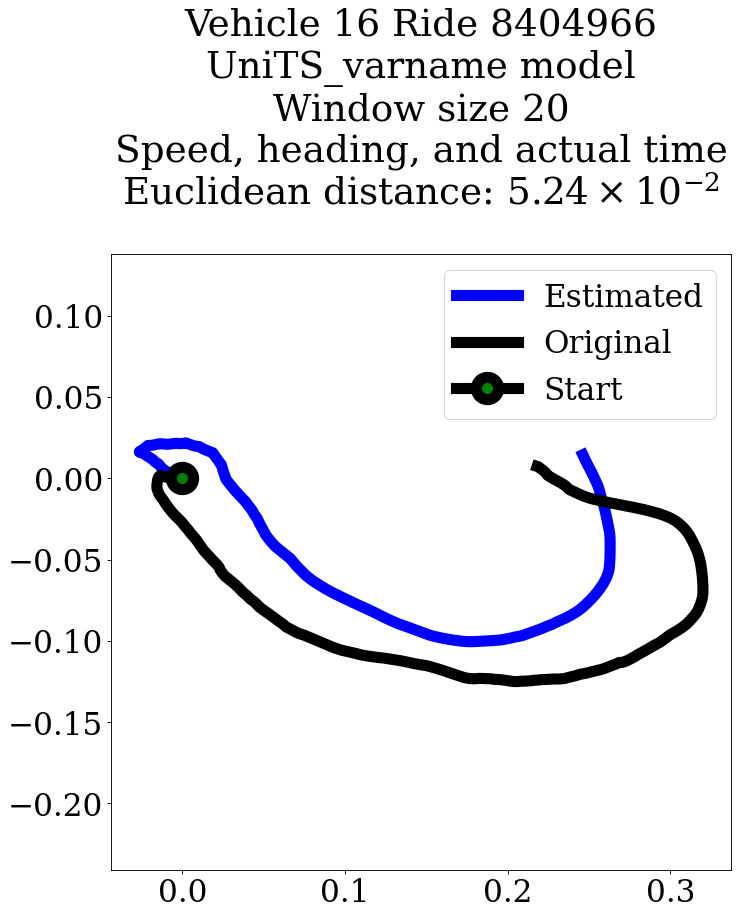 Vehicle 16 Ride 8404966
UniTS_varname model
Window size 20
Speed, heading, and actual time
Euclidean distance: 5.24 × 10⁻²
Estimated
Original
Start
0.10
0.05
0.00
−0.05
−0.10
−0.15
−0.20
0.0 0.1 0.2 0.3